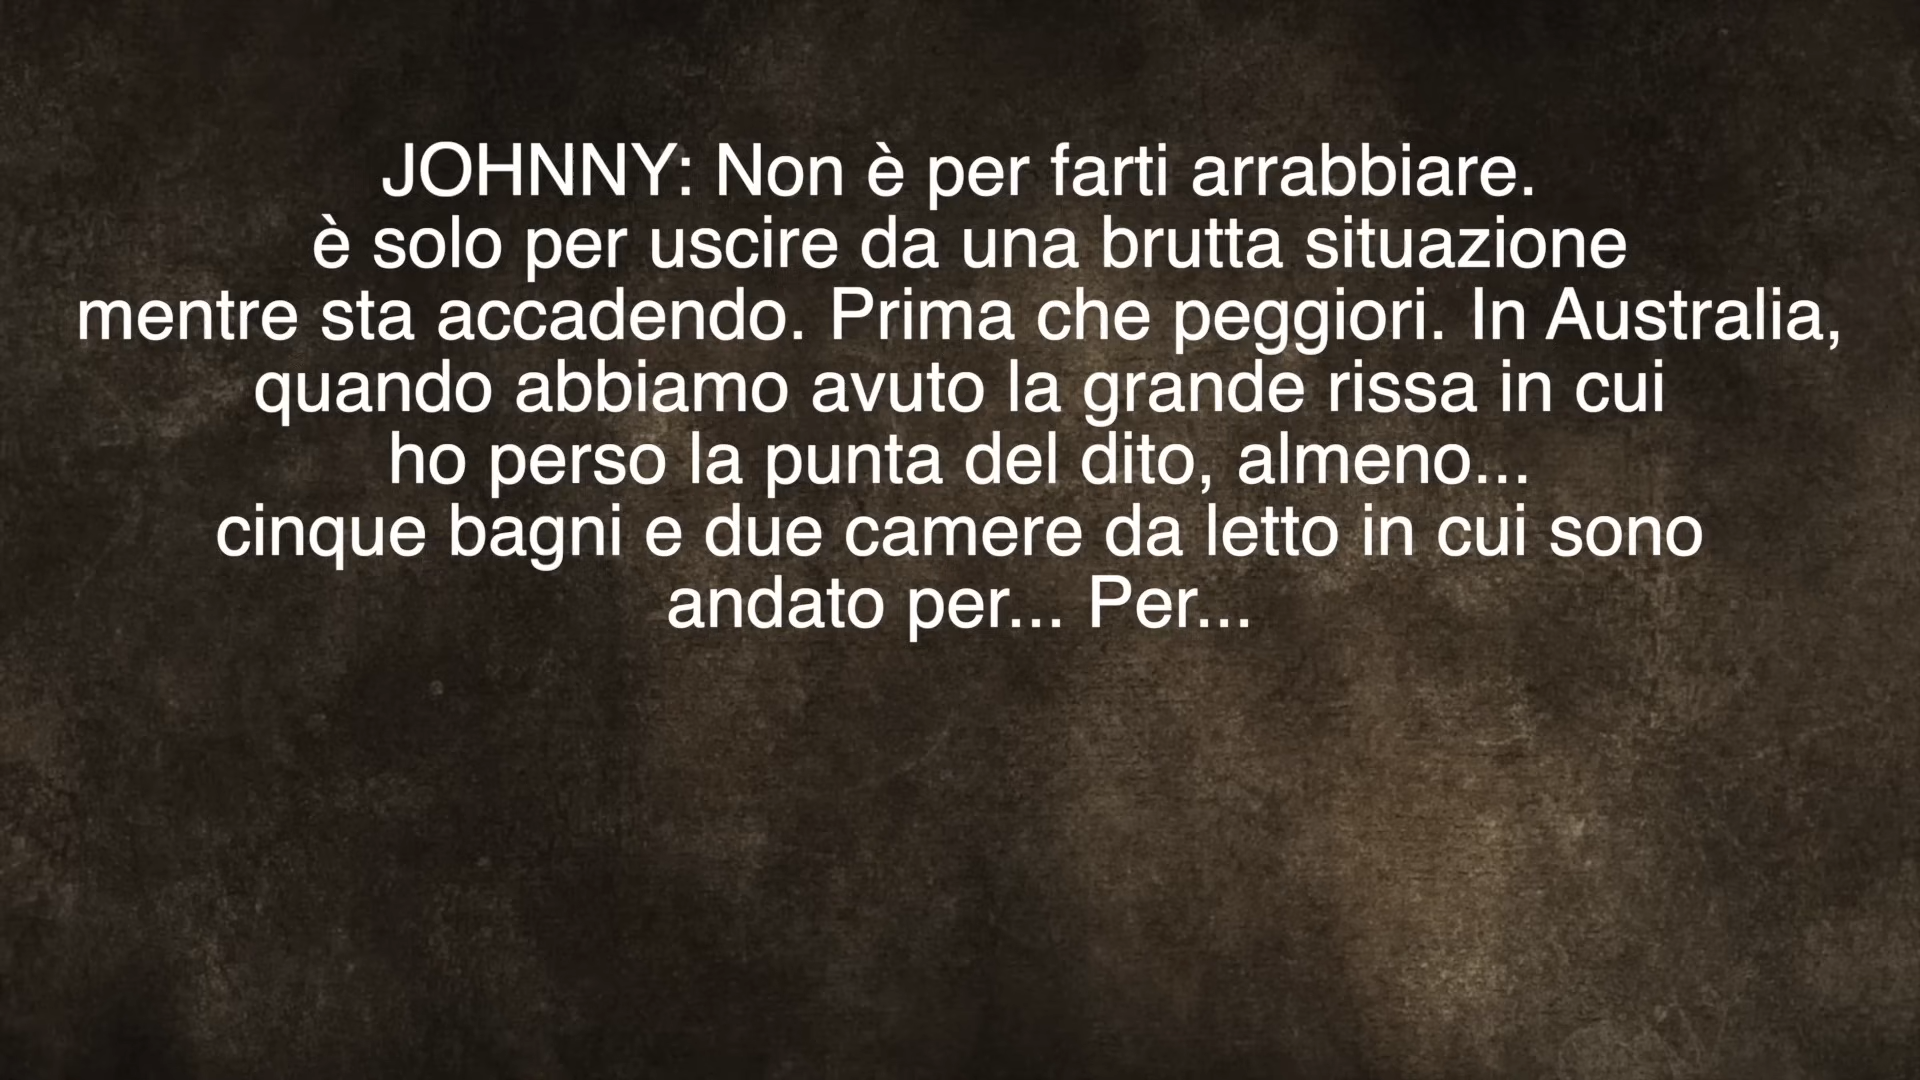 JOHNNY: Non è per farti arrabbiare.
è solo per uscire da una brutta situazione
mentre sta accadendo. Prima che peggiori. In Australia,
quando abbiamo avuto la grande rissa in cui
ho perso la punta del dito, almeno...
cinque bagni e due camere da letto in cui sono
andato per... Per...